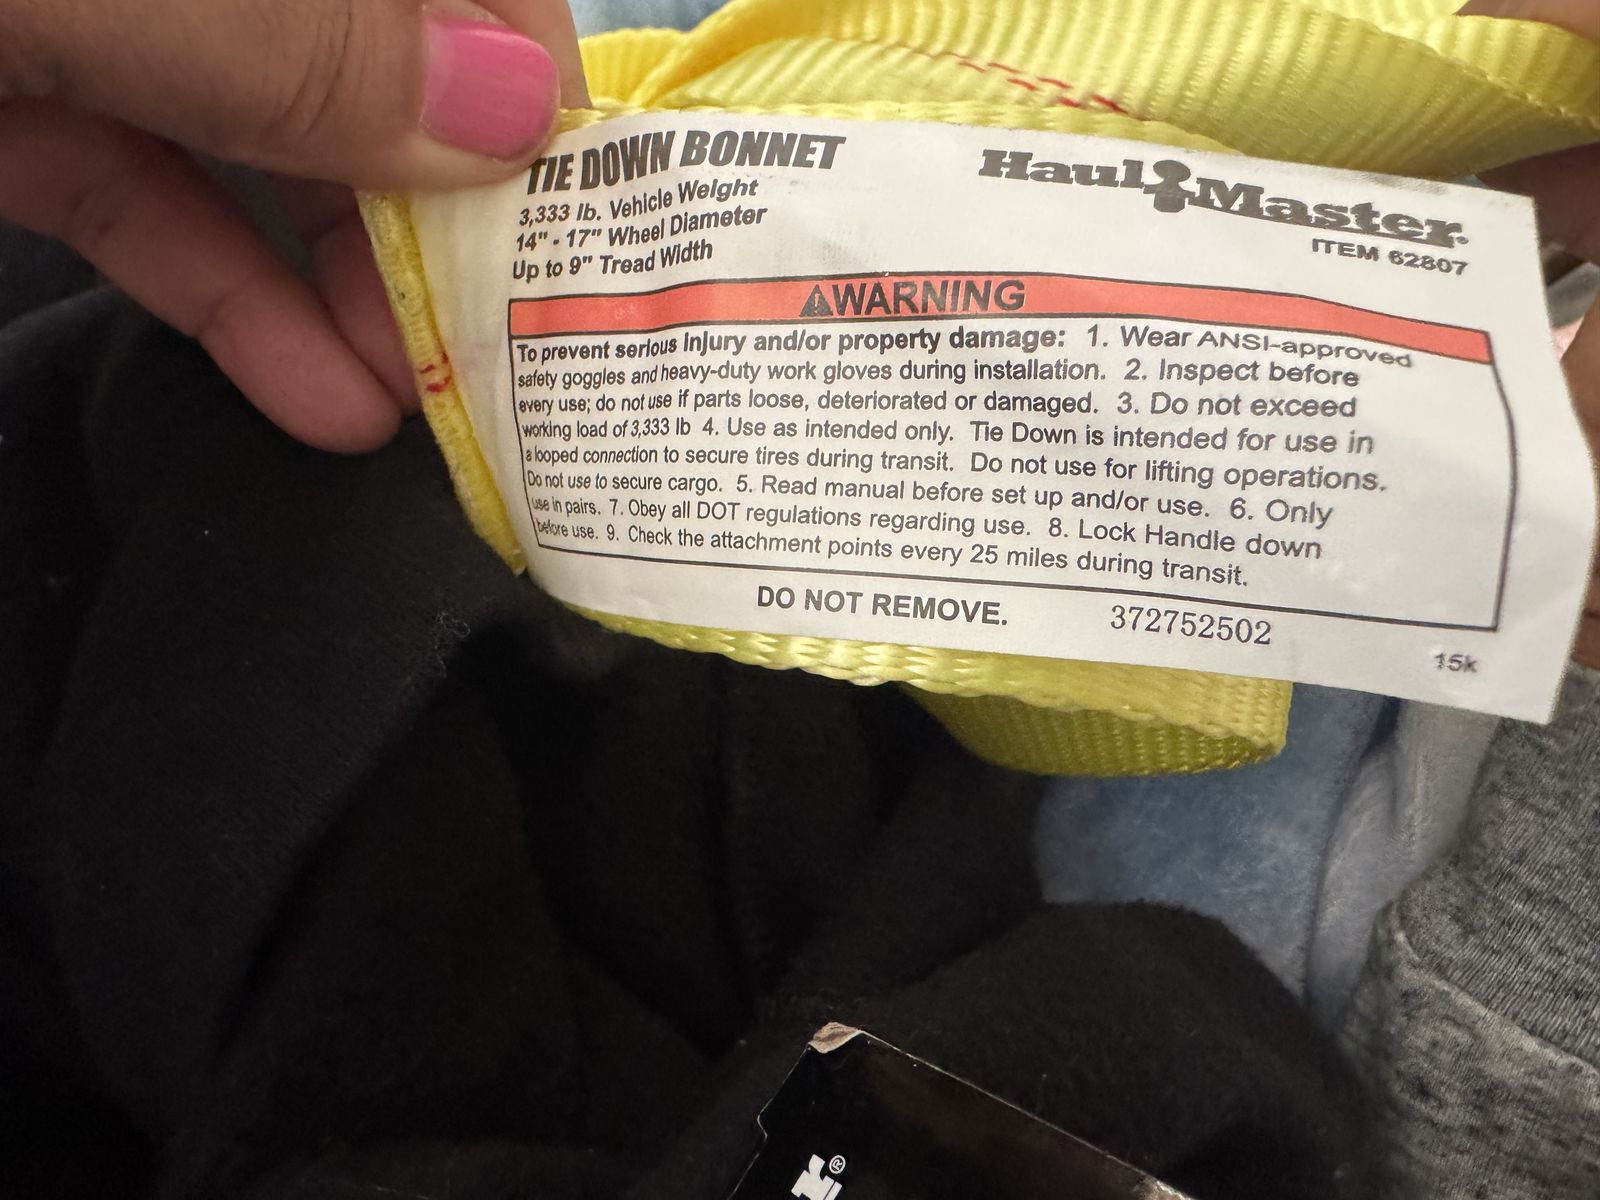 TIE DOWN BONNET
3,333 lb. Vehicle Weight
14" - 17" Wheel Diameter
Up to 9" Tread Width
Haul Master®
ITEM 62807
⚠WARNING
To prevent serious injury and/or property damage: 1. Wear ANSI-approved
safety goggles and heavy-duty work gloves during installation. 2. Inspect before
every use; do not use if parts loose, deteriorated or damaged. 3. Do not exceed
working load of 3,333 lb 4. Use as intended only. Tie Down is intended for use in
a looped connection to secure tires during transit. Do not use for lifting operations.
Do not use to secure cargo. 5. Read manual before set up and/or use. 6. Only
use in pairs. 7. Obey all DOT regulations regarding use. 8. Lock Handle down
before use. 9. Check the attachment points every 25 miles during transit.
DO NOT REMOVE.
372752502
15k
r®